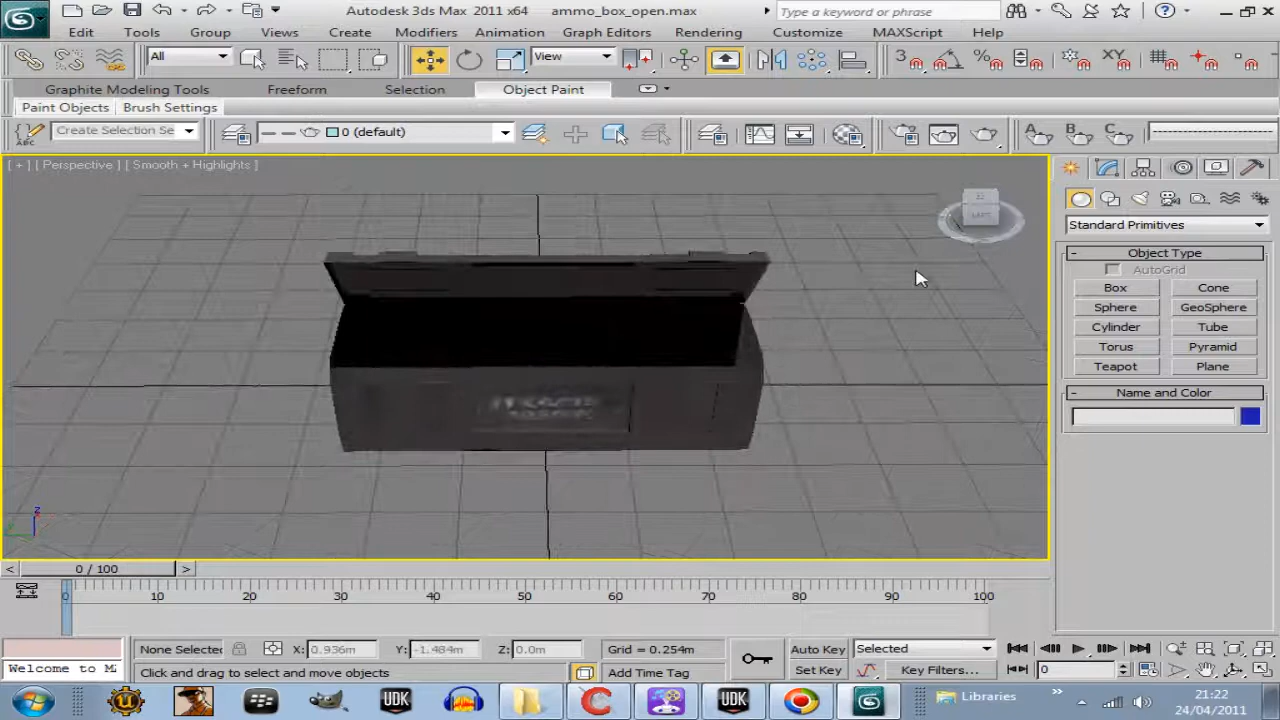 Autodesk 3ds Max 2011 x64 ammo_box_open.max Type a keyword or phrase
Edit Tools Group Views Create Modifiers Animation Graph Editors Rendering Customize MAXScript Help
All View 3 % XY
Graphite Modeling Tools Freeform Selection Object Paint
Paint Objects Brush Settings
ABC Create Selection Se 0 (default) A B C
[ + ] [ Perspective ] [ Smooth + Highlights ]
LEFT
Standard Primitives
- Object Type
AutoGrid
Box Cone
Sphere GeoSphere
Cylinder Tube
Torus Pyramid
Teapot Plane
- Name and Color
z
< 0 / 100 >
0 10 20 30 40 50 60 70 80 90 100
None Selected X: 0.936m Y: -1.484m Z: 0.0m Grid = 0.254m Auto Key Selected
Welcome to M Click and drag to select and move objects Add Time Tag Set Key Key Filters... 0
UDK UDK Libraries » 21:22
24/04/2011